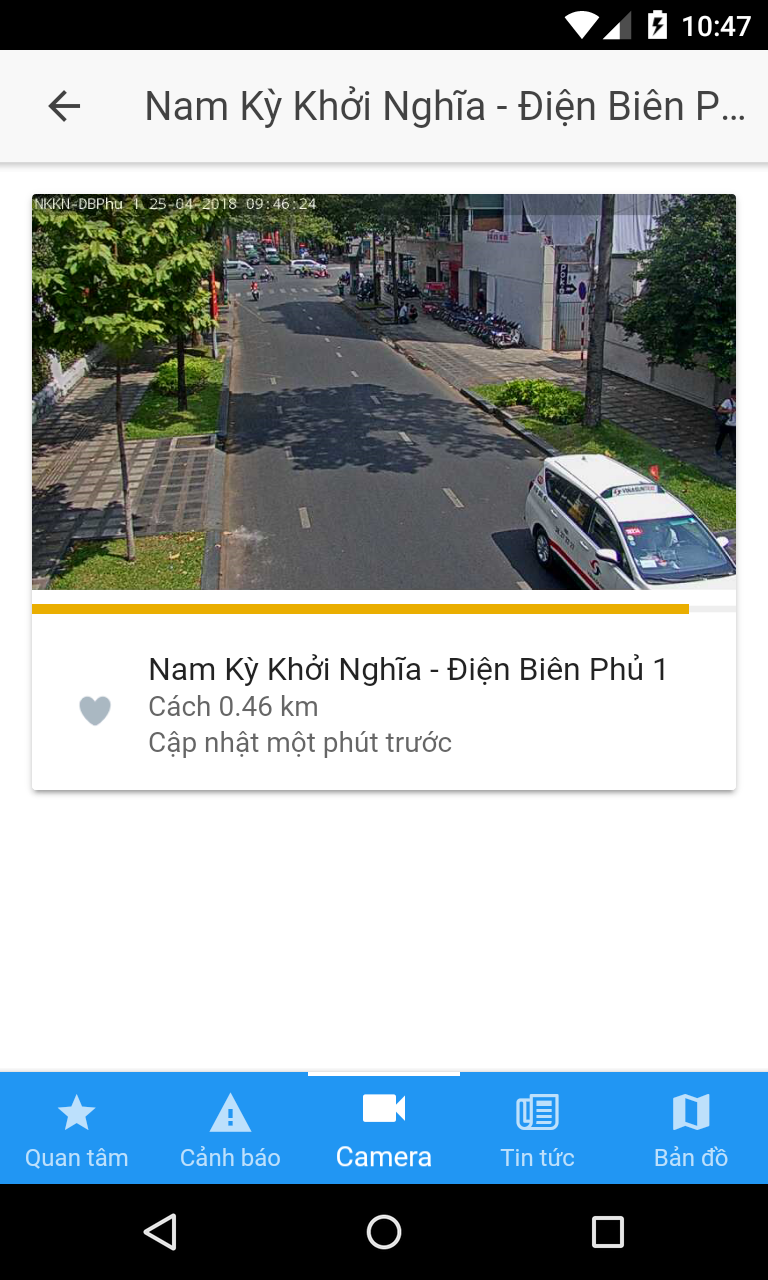 10:47
Nam Kỳ Khởi Nghĩa - Điện Biên P...
NKKN-DBPhu 1 25-04-2018 09:46:24
VINASUNTAXI
Nam Kỳ Khởi Nghĩa - Điện Biên Phủ 1
Cách 0.46 km
Cập nhật một phút trước
Quan tâm
Cảnh báo
Camera
Tin tức
Bản đồ